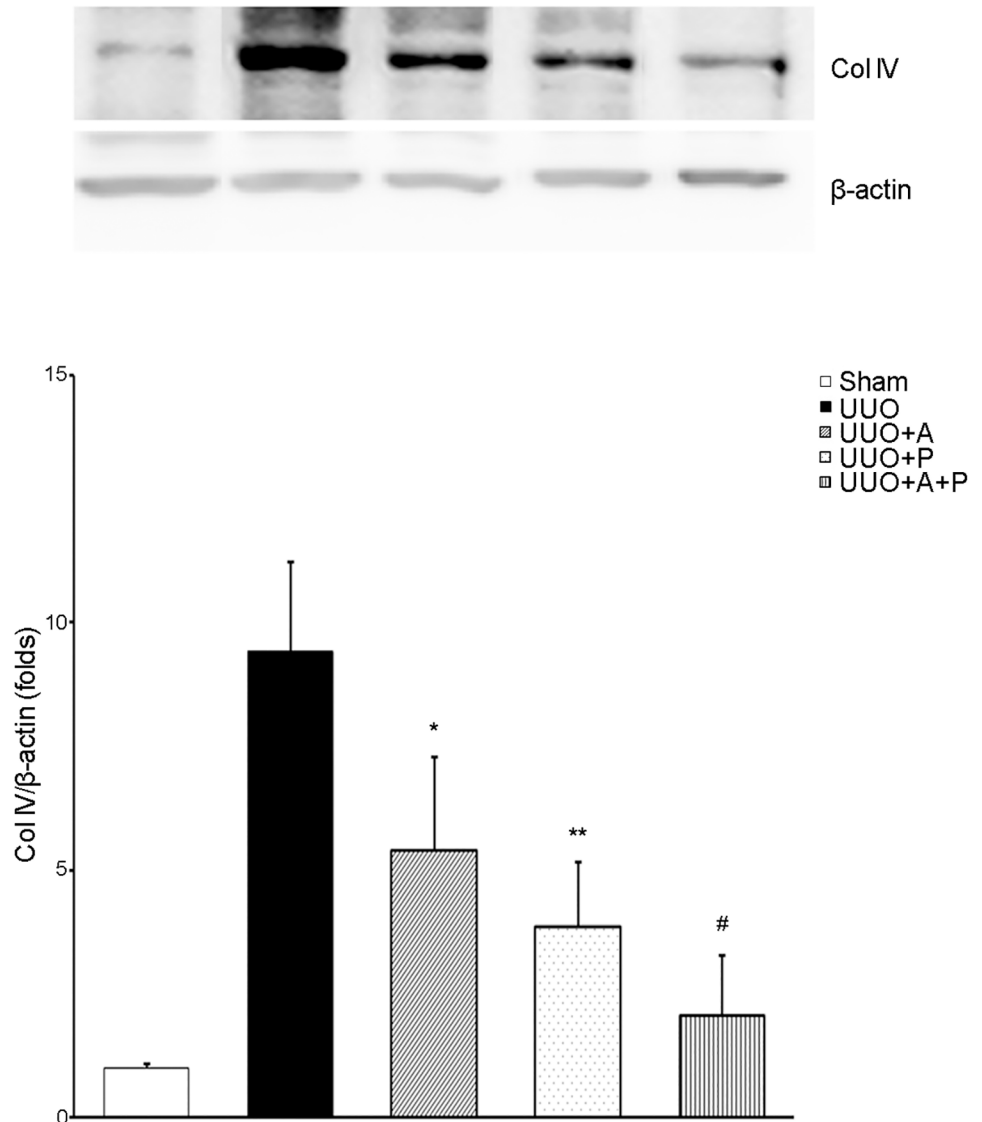 Col IV
β-actin
15
Sham
UUO
UUO+A
UUO+P
UUO+A+P
10
Col IV/β-actin (folds)
*
5
**
#
0